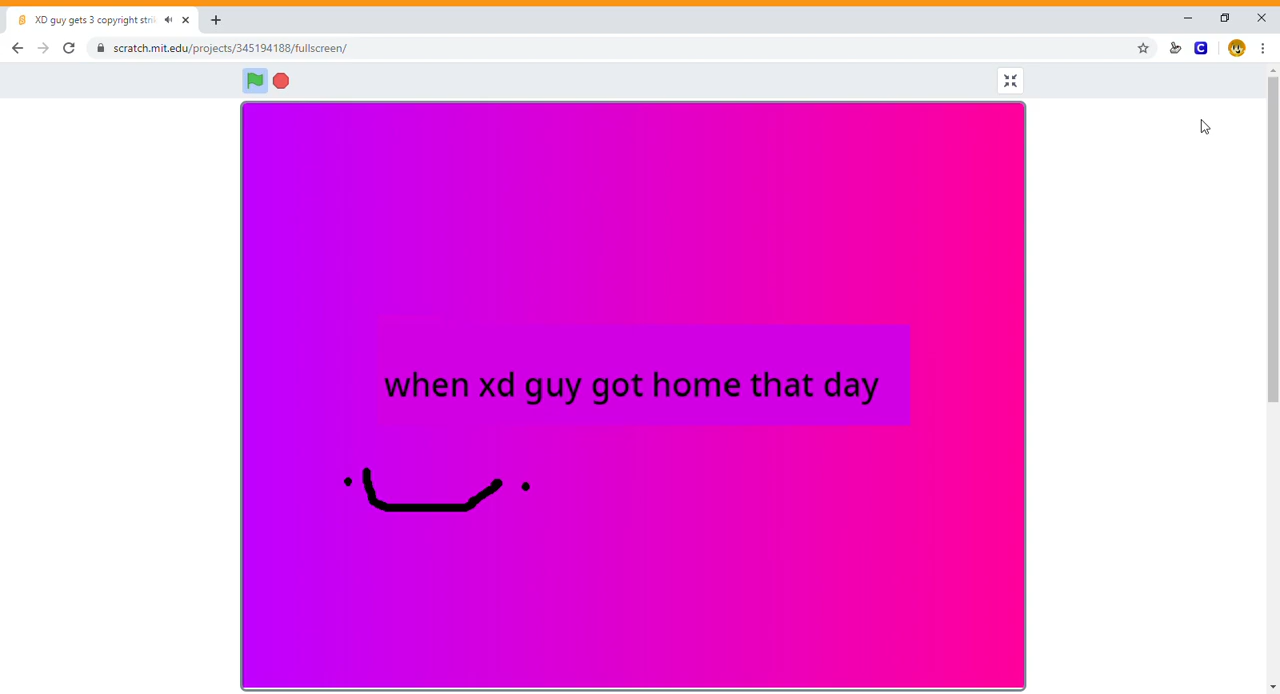 XD guy gets 3 copyright stri
scratch.mit.edu/projects/345194188/fullscreen/
when xd guy got home that day